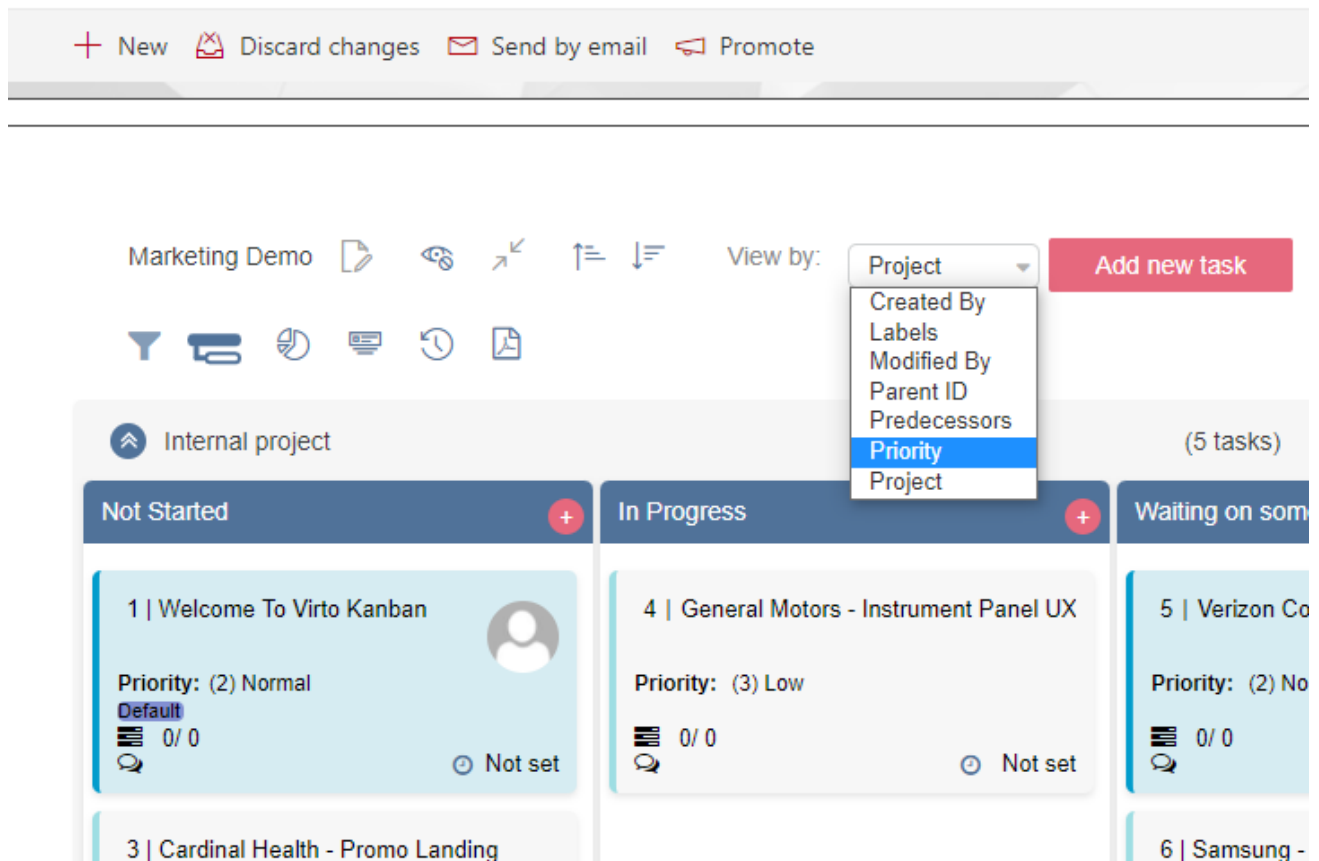 New Discard changes Send by email Promote
Marketing Demo View by: Project Add new task
Created By
Labels
Modified By
Parent ID
Predecessors
Priority
Project
Internal project (5 tasks)
Not Started + In Progress + Waiting on
1 | Welcome To Virto Kanban
Priority: (2) Normal
Default
0/ 0
Not set
4 | General Motors - Instrument Panel UX
Priority: (3) Low
0/ 0
Not set
5 | Verizon
Priority: (2)
0/ 0
3 | Cardinal Health - Promo Landing
6 | Samsung -